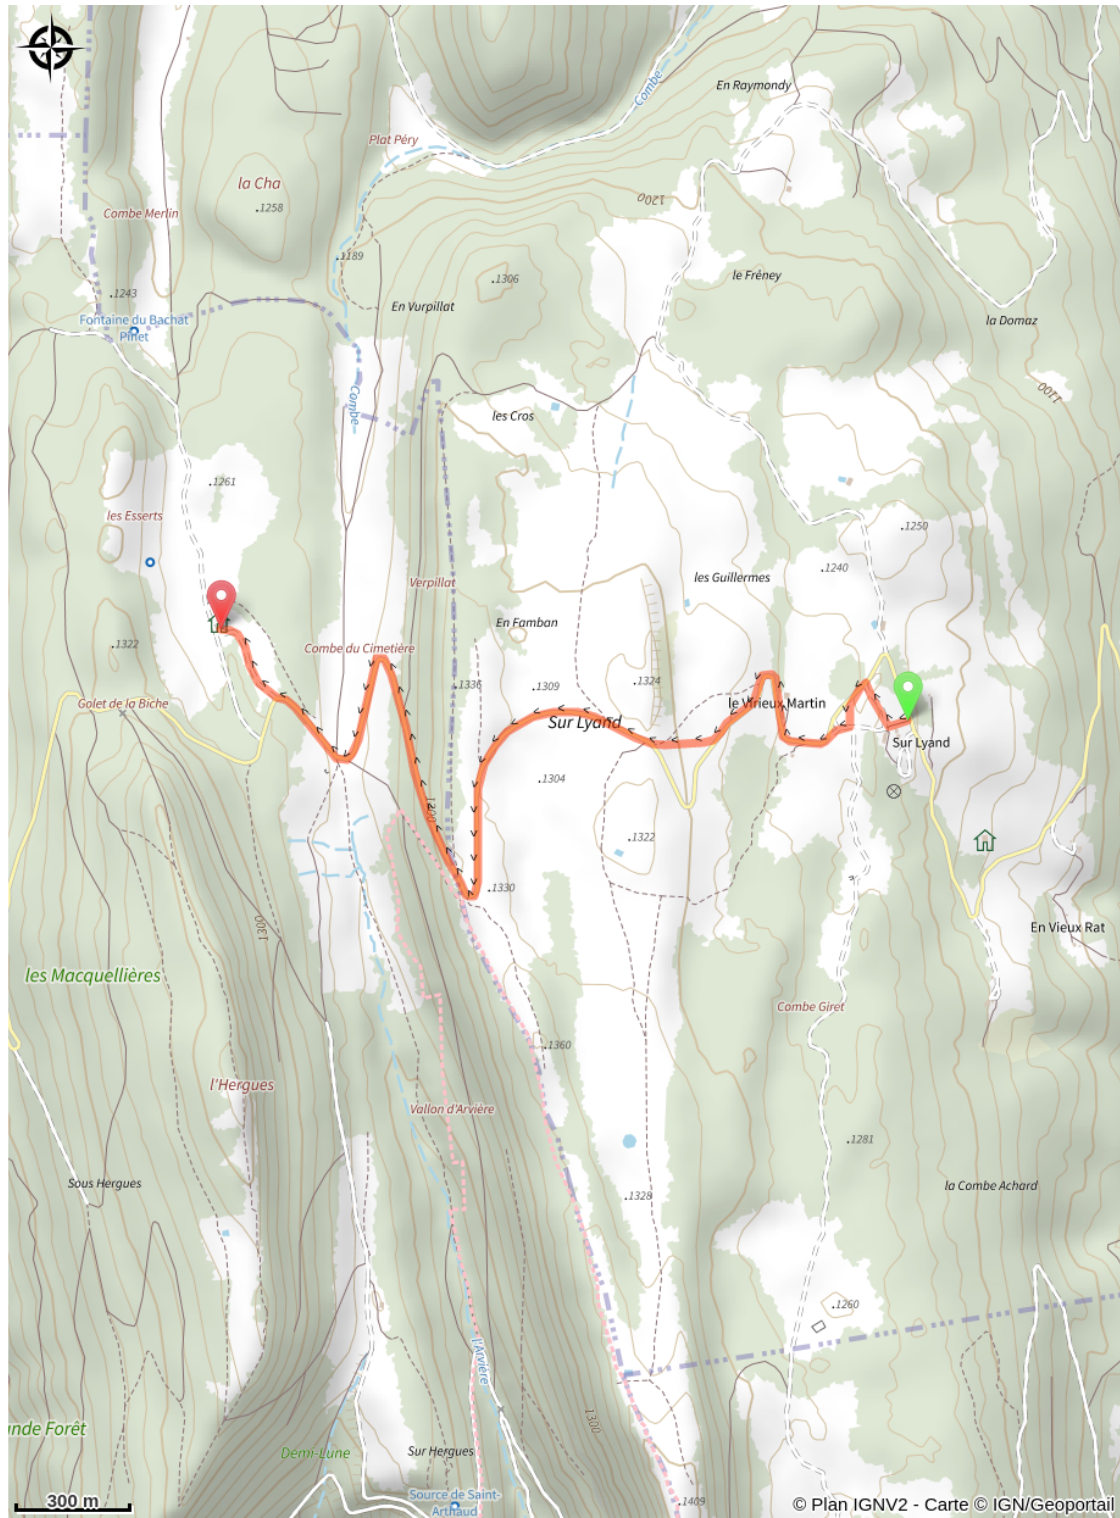 En Raymondy
Combe
Plat Péry
la Cha
.1258
1200
Combe Merlin
.1189
le Frêney
.1306
.1243
En Vurpillat
Fontaine du Bachat
Pinet
la Domaz
Combe
1100
les Cros
.1261
les Esserts
.1250
.1240
les Guillermes
Verpillat
En Famban
.1322
Combe du Cimetière
.1336
.1309
.1324
Golet de la Biche
le Virieux Martin
Sur Lyand
Sur Lyand
.1304
1300
.1322
.1330
1300
En Vieux Rat
les Macquellières
Combe Giret
.1360
l'Hergues
Vallon d'Arvière
.1281
Sous Hergues
la Combe Achard
.1328
.1260
l'Arvière
1300
nde Forêt
Demi-Lune
Sur Hergues
Source de Saint-
Arthaud
.1409
300 m
© Plan IGNV2 - Carte © IGN/Geoportail